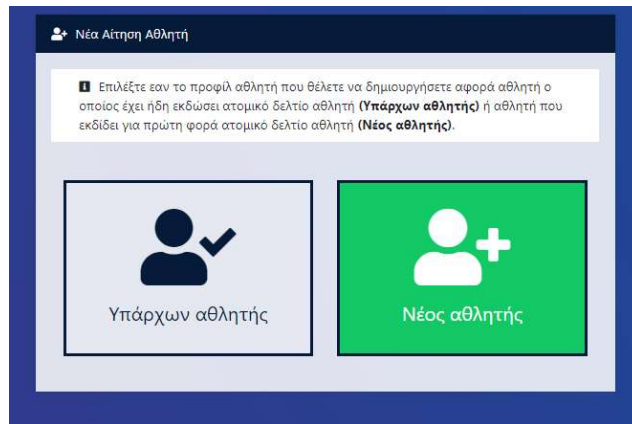 Νέα Αίτηση Αθλητή
Επιλέξτε εαν το προφίλ αθλητή που θέλετε να δημιουργήσετε αφορά αθλητή ο
οποίος έχει ήδη εκδώσει ατομικό δελτίο αθλητή (Υπάρχων αθλητής) ή αθλητή που
εκδίδει για πρώτη φορά ατομικό δελτίο αθλητή (Νέος αθλητής).
Υπάρχων αθλητής
Νέος αθλητής